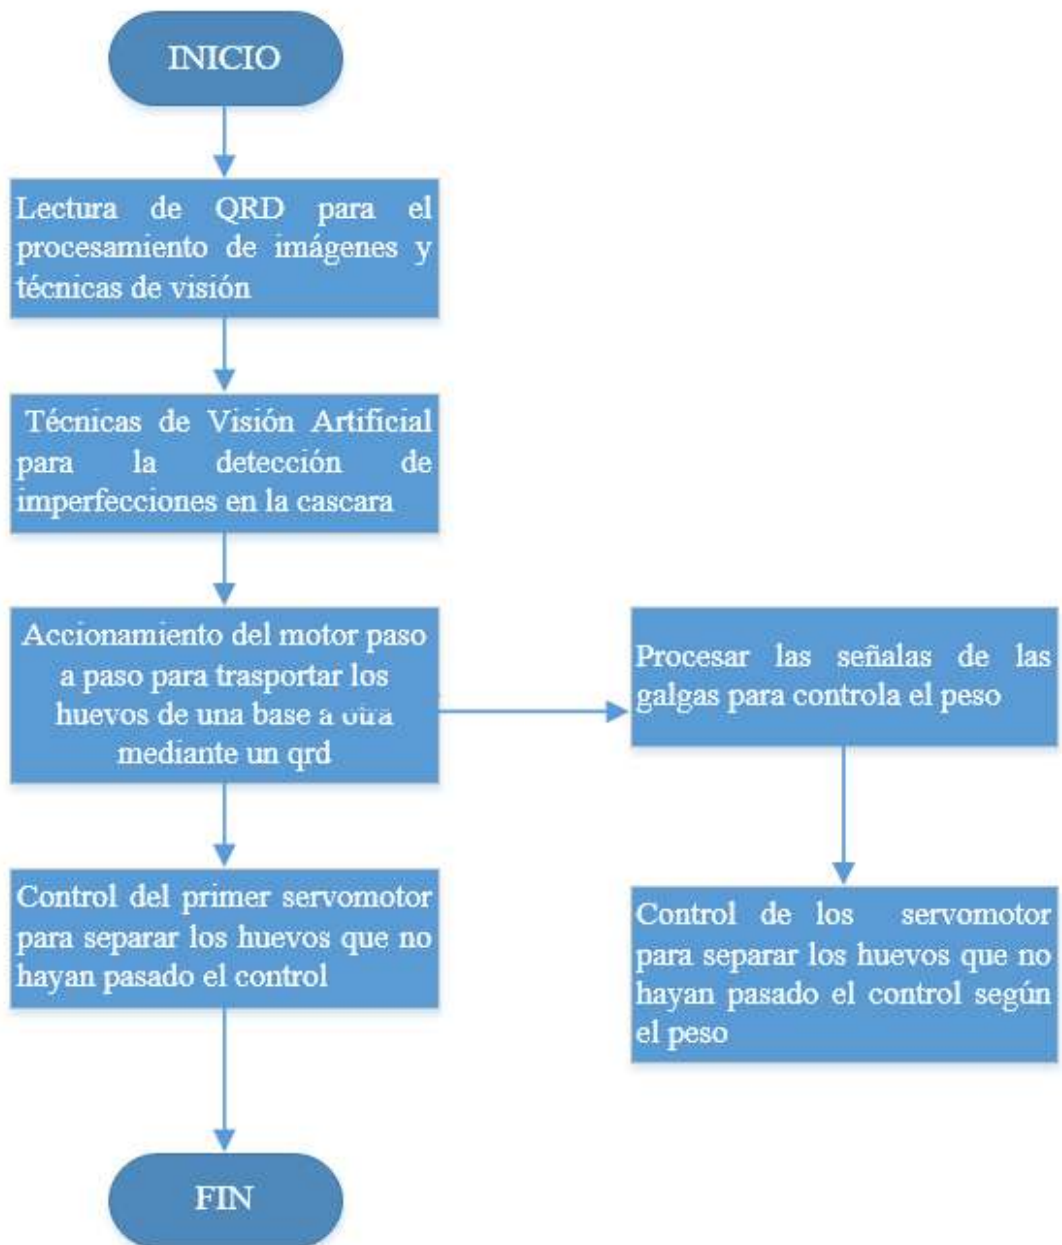 INICIO
Lectura de QRD para el
procesamiento de imágenes y
técnicas de visión
Técnicas de Visión Artificial
para la detección de
imperfecciones en la cascara
Accionamiento del motor paso
a paso para trasportar los
huevos de una base a otra
mediante un qrd
Procesar las señalas de las
galgas para controla el peso
Control del primer servomotor
para separar los huevos que no
hayan pasado el control
Control de los servomotor
para separar los huevos que no
hayan pasado el control según
el peso
FIN